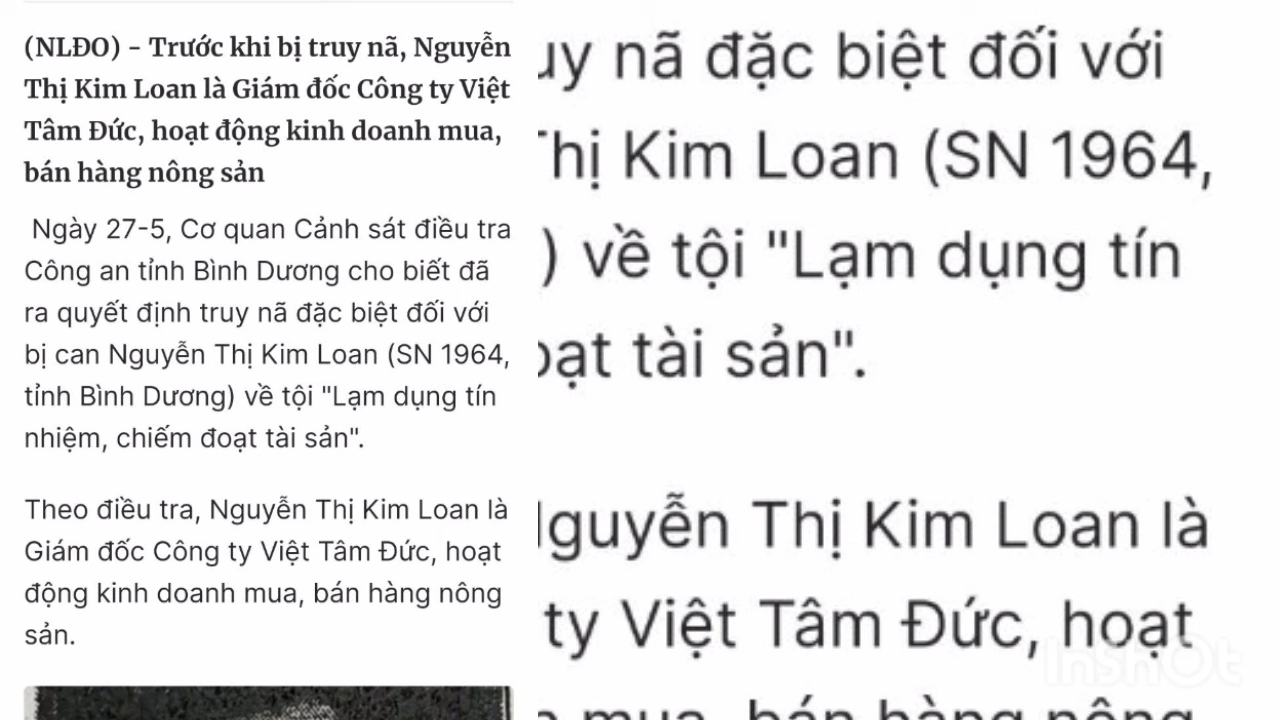 (NLĐO) - Trước khi bị truy nã, Nguyễn
Thị Kim Loan là Giám đốc Công ty Việt
Tâm Đức, hoạt động kinh doanh mua,
bán hàng nông sản
Ngày 27-5, Cơ quan Cảnh sát điều tra
Công an tỉnh Bình Dương cho biết đã
ra quyết định truy nã đặc biệt đối với
bị can Nguyễn Thị Kim Loan (SN 1964,
tỉnh Bình Dương) về tội "Lạm dụng tín
nhiệm, chiếm đoạt tài sản".
Theo điều tra, Nguyễn Thị Kim Loan là
Giám đốc Công ty Việt Tâm Đức, hoạt
động kinh doanh mua, bán hàng nông
sản.
uy nã đặc biệt đối với
Thị Kim Loan (SN 1964,
) về tội "Lạm dụng tín
oạt tài sản".
Nguyễn Thị Kim Loan là
ty Việt Tâm Đức, hoạt
mua, bán hàng nông
InShOt